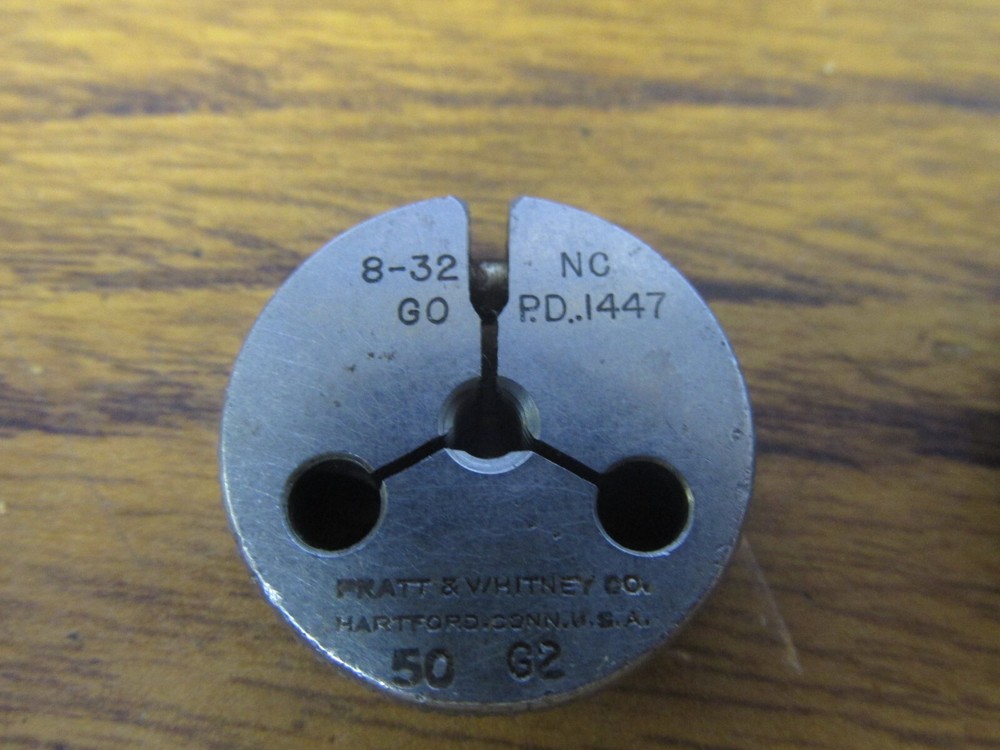 8-32 NC
GO P.D..1447
PRATT & WHITNEY CO.
HARTFORD.CONN.U.S.A.
50 G2